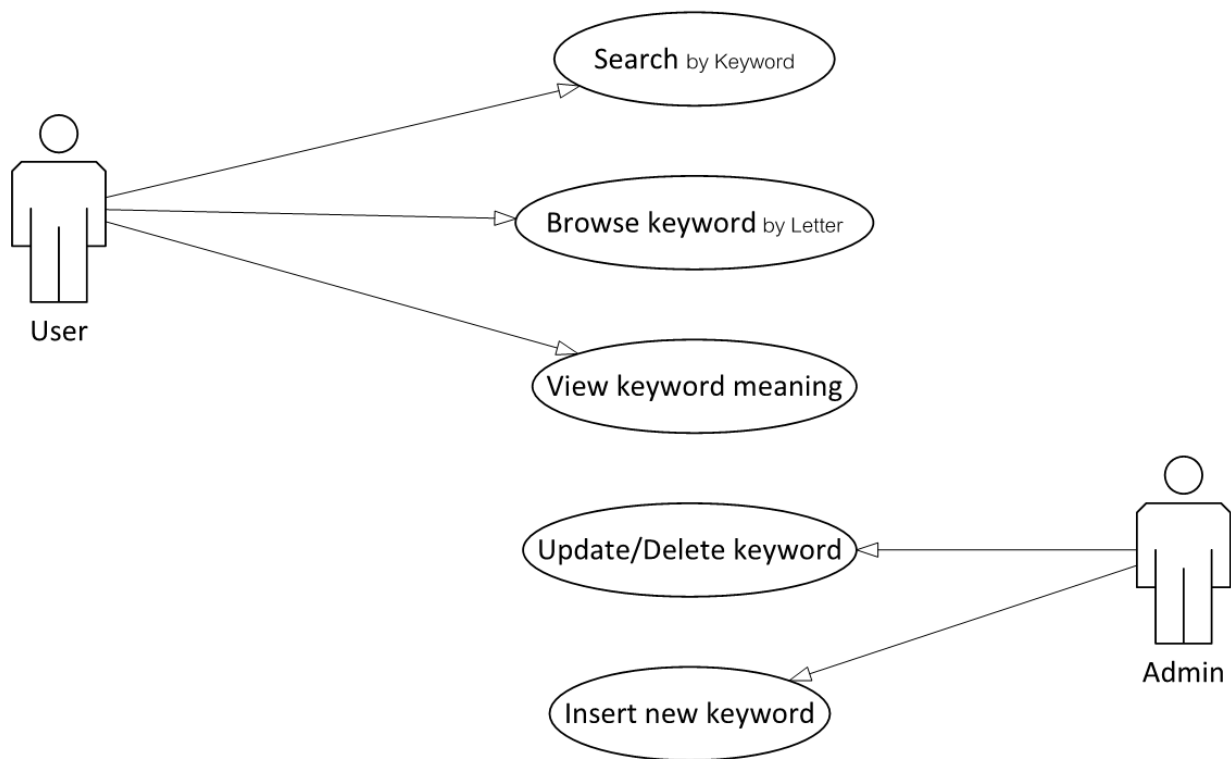 Search by Keyword
Browse keyword by Letter
User
View keyword meaning
Update/Delete keyword
Admin
Insert new keyword